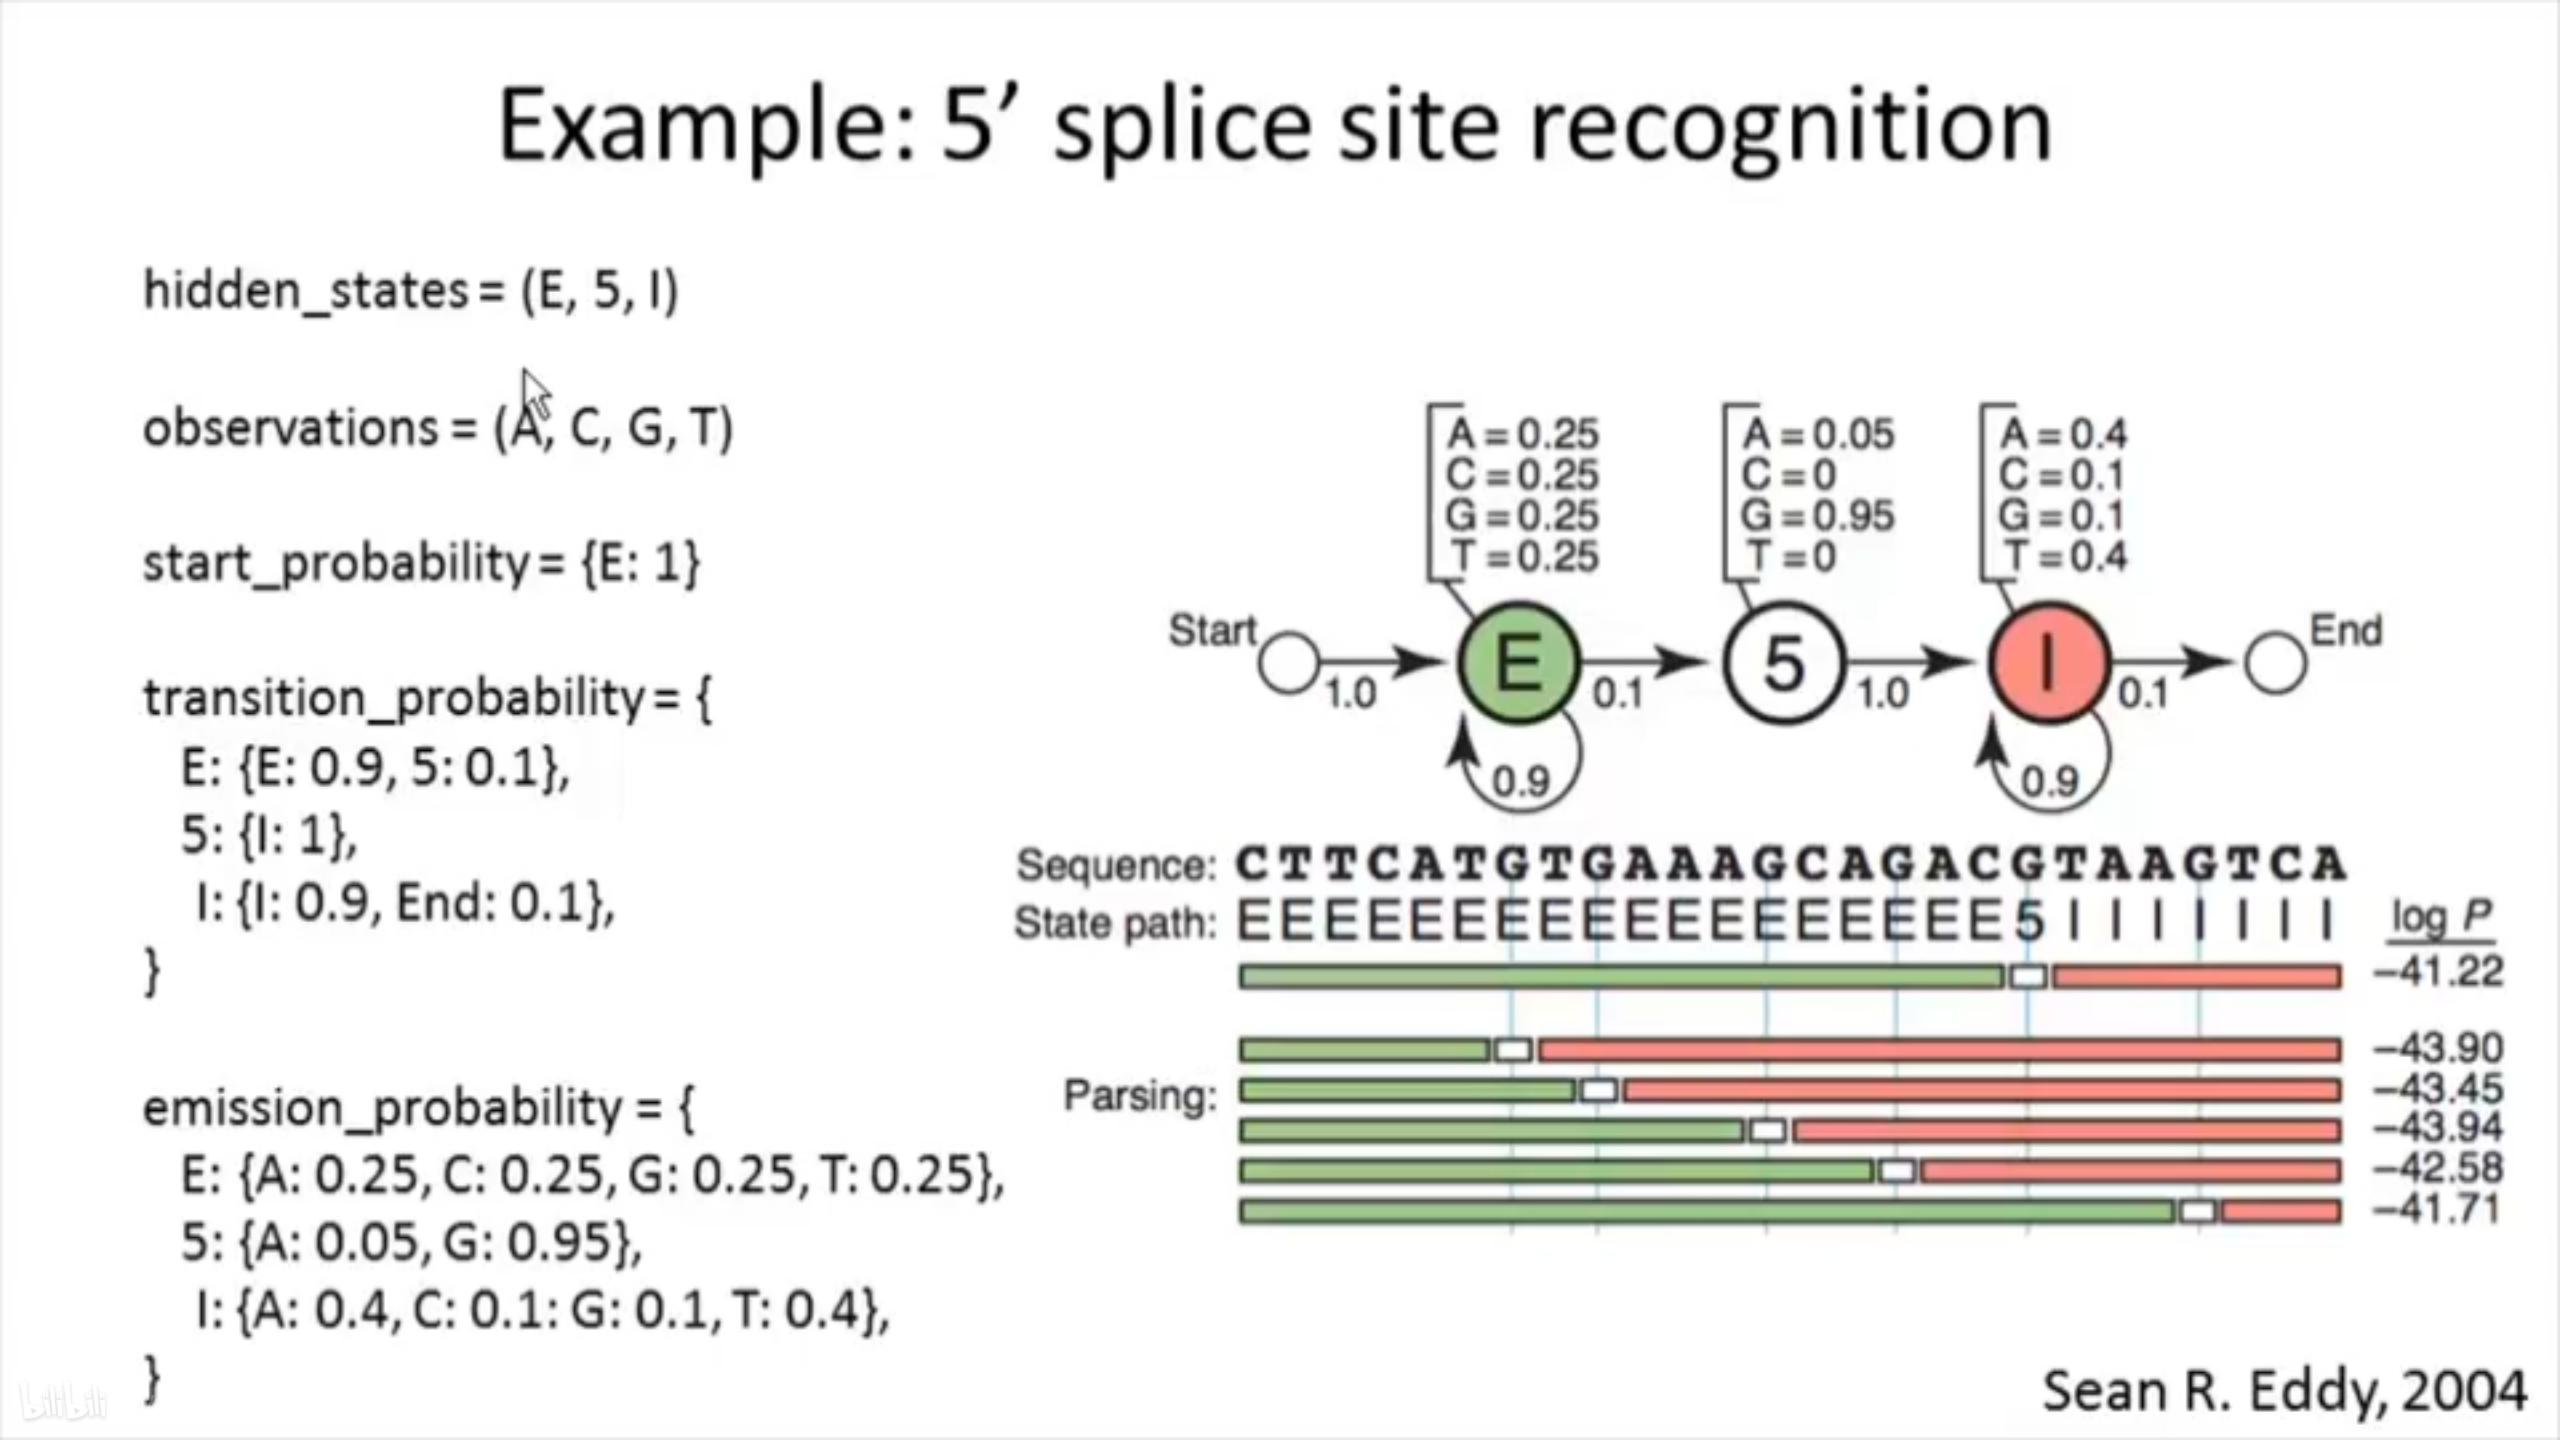 Example: 5’ splice site recognition
hidden_states = (E, 5, I)
observations = (A, C, G, T)
start_probability = {E: 1}
transition_probability = {
E: {E: 0.9, 5: 0.1},
5: {I: 1},
I: {I: 0.9, End: 0.1},
}
emission_probability = {
E: {A: 0.25, C: 0.25, G: 0.25, T: 0.25},
5: {A: 0.05, G: 0.95},
I: {A: 0.4, C: 0.1: G: 0.1, T: 0.4},
}
A = 0.25
C = 0.25
G = 0.25
T = 0.25
A = 0.05
C = 0
G = 0.95
T = 0
A = 0.4
C = 0.1
G = 0.1
T = 0.4
Start
E
5
I
End
1.0
0.1
1.0
0.1
0.9
0.9
Sequence: CTTCATGTGAAAGCAGACGTAAGTCA
State path: EEEEEEEEEEEEEEEEEE5IIIIIII
log P
−41.22
−43.90
Parsing:
−43.45
−43.94
−42.58
−41.71
Sean R. Eddy, 2004
bilibili